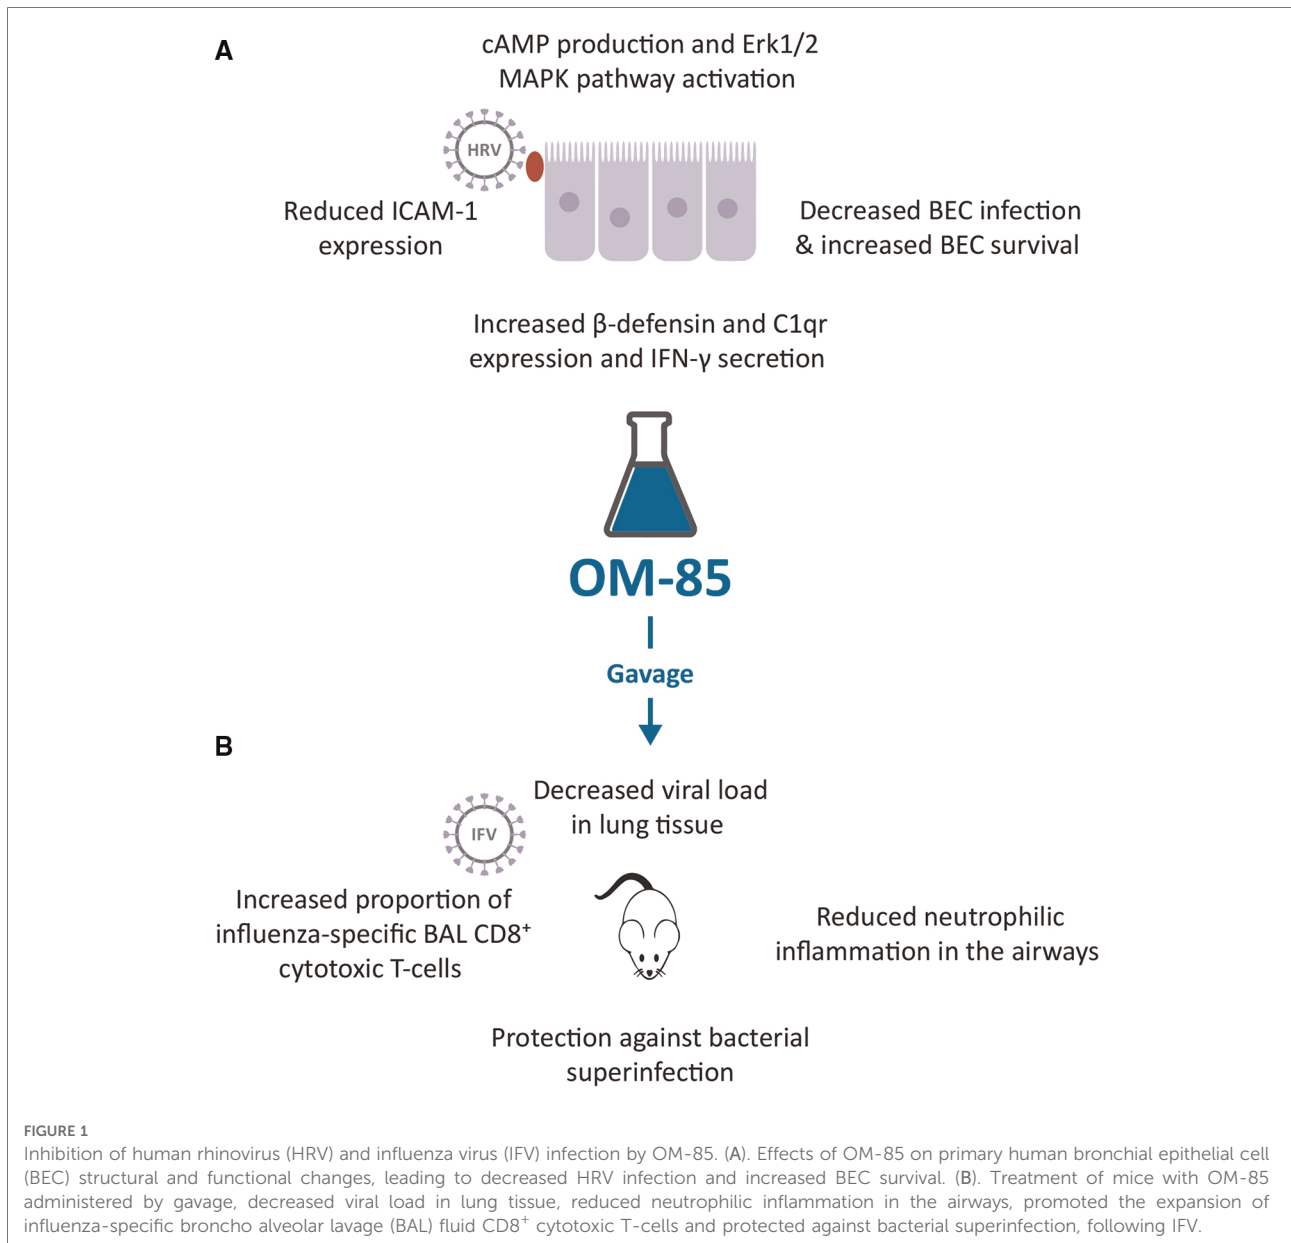 A
cAMP production and Erk1/2
MAPK pathway activation
HRV
Reduced ICAM-1
expression
Decreased BEC infection
& increased BEC survival
Increased β-defensin and C1qr
expression and IFN-γ secretion
OM-85
Gavage
B
Decreased viral load
in lung tissue
IFV
Increased proportion of
influenza-specific BAL CD8⁺
cytotoxic T-cells
Reduced neutrophilic
inflammation in the airways
Protection against bacterial
superinfection
FIGURE 1
Inhibition of human rhinovirus (HRV) and influenza virus (IFV) infection by OM-85. (A). Effects of OM-85 on primary human bronchial epithelial cell
(BEC) structural and functional changes, leading to decreased HRV infection and increased BEC survival. (B). Treatment of mice with OM-85
administered by gavage, decreased viral load in lung tissue, reduced neutrophilic inflammation in the airways, promoted the expansion of
influenza-specific broncho alveolar lavage (BAL) fluid CD8⁺ cytotoxic T-cells and protected against bacterial superinfection, following IFV.